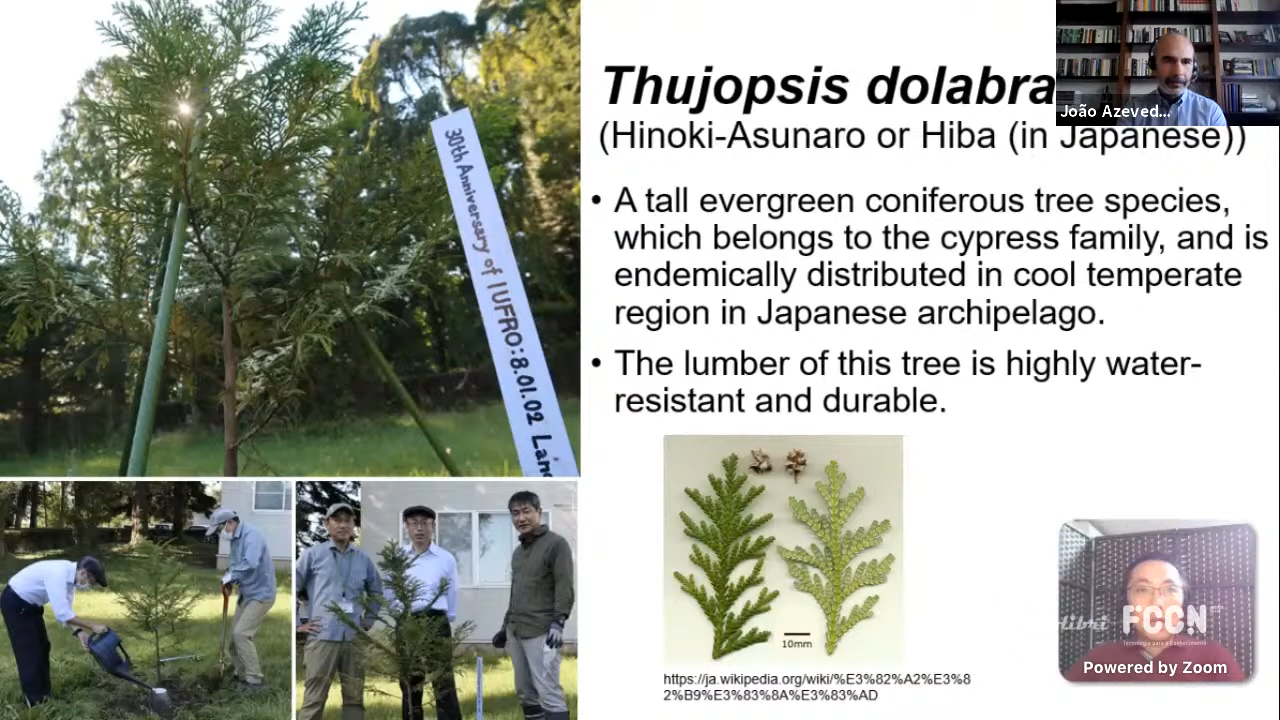 30th Anniversary of IUFRO:8.01.02 Land
Thujopsis dolabra
(Hinoki-Asunaro or Hiba (in Japanese))
João Azeved...
• A tall evergreen coniferous tree species,
which belongs to the cypress family, and is
endemically distributed in cool temperate
region in Japanese archipelago.
• The lumber of this tree is highly water-
resistant and durable.
10mm
https://ja.wikipedia.org/wiki/%E3%82%A2%E3%8
2%B9%E3%83%8A%E3%83%AD
FCCN
Tecnologia para o Conhecimento
Powered by Zoom